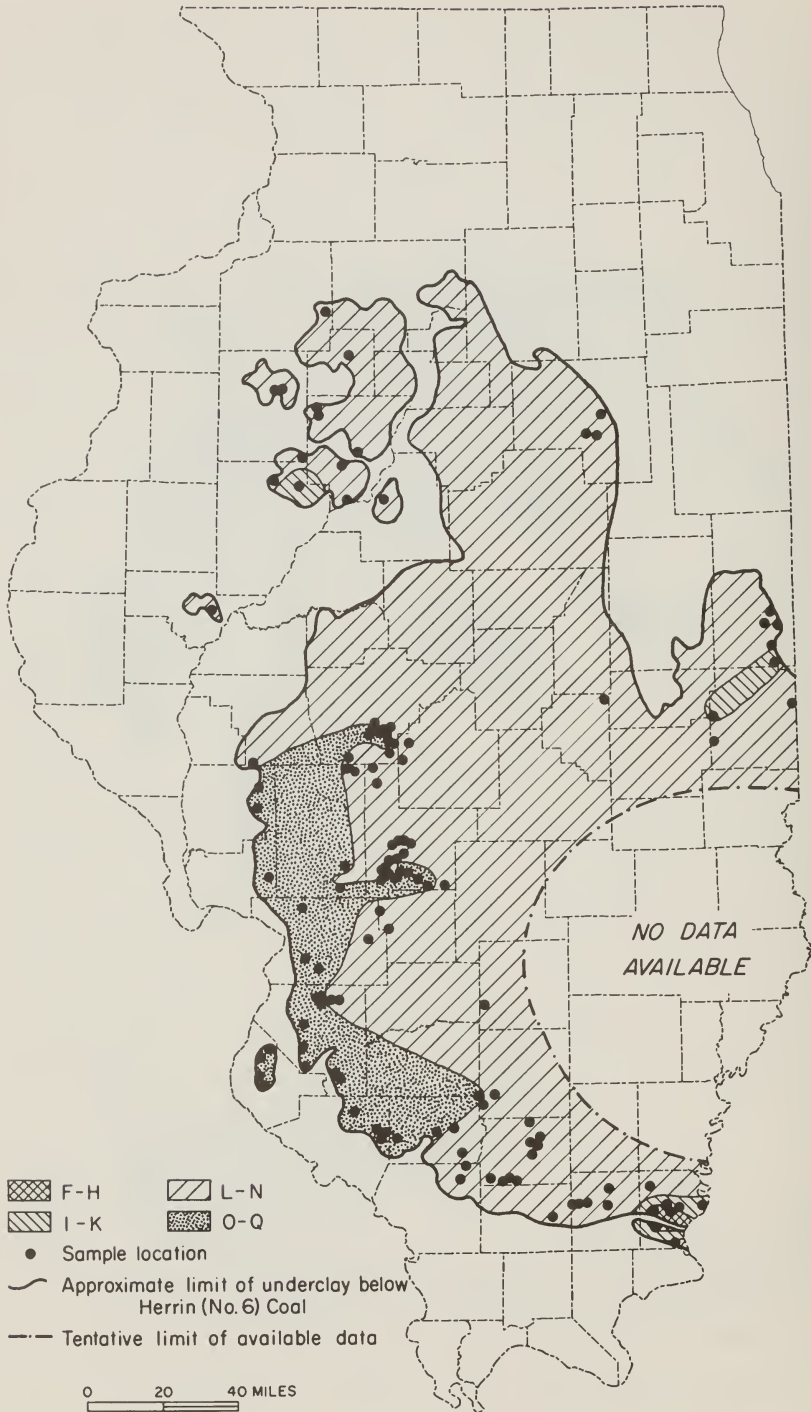 NO DATA
AVAILABLE
F-H
L-N
I-K
O-Q
Sample location
Approximate limit of underclay below
Herrin (No. 6) Coal
Tentative limit of available data
0 20 40 MILES